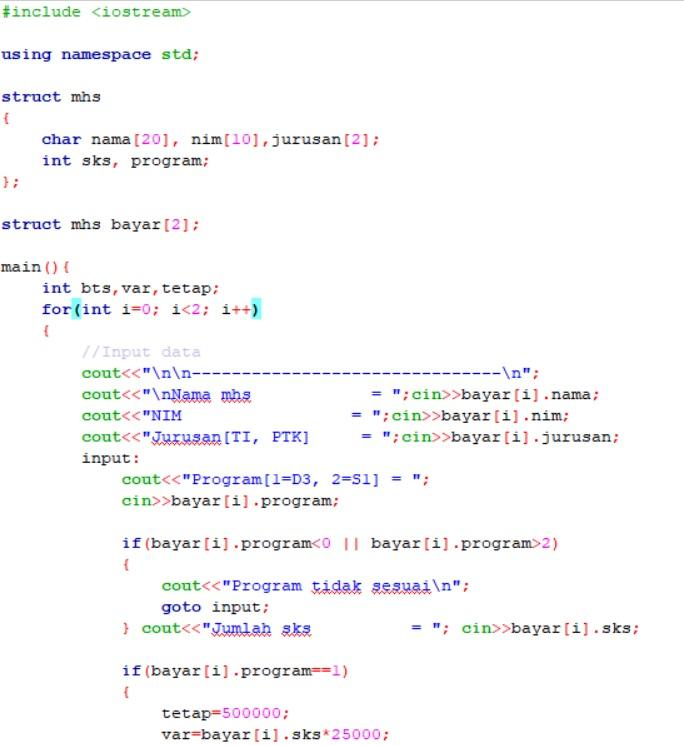 #include <iostream>
using namespace std;
struct mhs
{
char nama[20], nim[10],jurusan[2];
int sks, program;
};
struct mhs bayar[2];
main(){
int bts,var,tetap;
for(int i=0; i<2; i++)
{
//Input data
cout<<"\n\n-------------------------------\n";
cout<<"\nNama mhs            = ";cin>>bayar[i].nama;
cout<<"NIM                 = ";cin>>bayar[i].nim;
cout<<"Jurusan[TI, PTK]     = ";cin>>bayar[i].jurusan;
input:
cout<<"Program[1=D3, 2=S1] = ";
cin>>bayar[i].program;
if(bayar[i].program<0 || bayar[i].program>2)
{
cout<<"Program tidak sesuai\n";
goto input;
} cout<<"Jumlah sks          = "; cin>>bayar[i].sks;
if(bayar[i].program==1)
{
tetap=500000;
var=bayar[i].sks*25000;